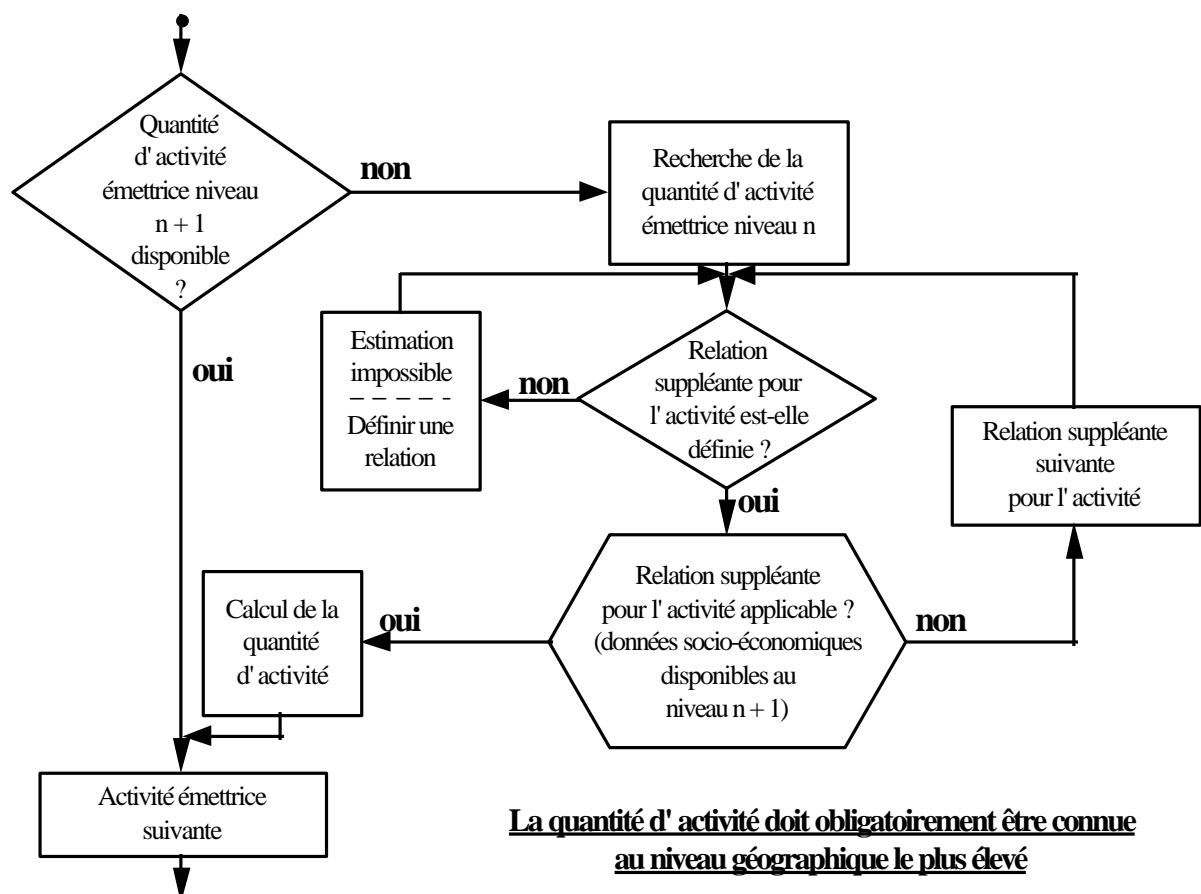 Quantité
d' activité
émettrice niveau
n + 1
disponible
?
non
Recherche de la
quantité d' activité
émettrice niveau n
oui
Estimation
impossible
Définir une
relation
non
Relation
suppléante pour
l' activité est-elle
définie ?
Relation suppléante
suivante
pour l' activité
oui
Calcul de la
quantité
d' activité
oui
Relation suppléante
pour l' activité applicable ?
(données socio-économiques
disponibles au
niveau n + 1)
non
Activité émettrice
suivante
La quantité d' activité doit obligatoirement être connue
au niveau géographique le plus élevé